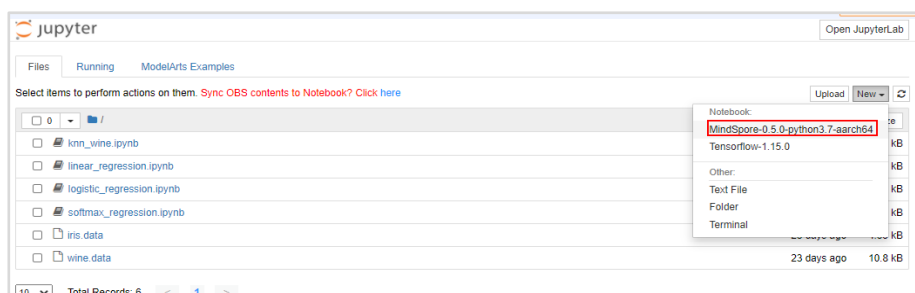 jupyter
Open JupyterLab
Files Running ModelArts Examples
Select items to perform actions on them. Sync OBS contents to Notebook? Click here
Upload New
0 /
Notebook:
MindSpore-0.5.0-python3.7-aarch64
Tensorflow-1.15.0
Other:
Text File
Folder
Terminal
knn_wine.ipynb kB
linear_regression.ipynb kB
logistic_regression.ipynb kB
softmax_regression.ipynb kB
iris.data kB
wine.data 23 days ago 10.8 kB
10 Total Records: 6 < 1 >